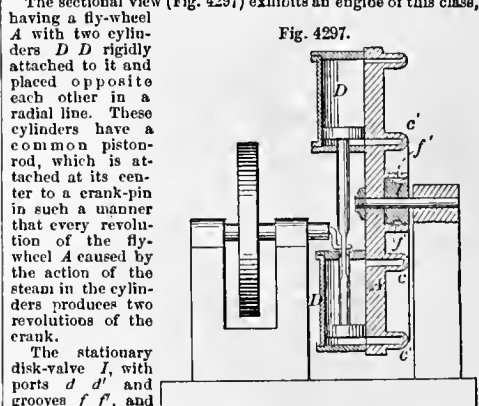 The sectional view (Fig. 4297) exhibits an engine of this class,
having a fly-wheel
A with two cylin-
ders D D rigidly
attached to it and
placed opposite
each other in a
radial line. These
cylinders have a
common piston-
rod, which is at-
tached at its cen-
ter to a crank-pin
in such a manner
that every revolu-
tion of the fly-
wheel A caused by
the action of the
steam in the cylin-
ders produces two
revolutions of the
crank.
The stationary
disk-valve I, with
ports d d' and
grooves f f', and
Fig. 4297.
D
c'
f'
I
f
D
A
c
c'